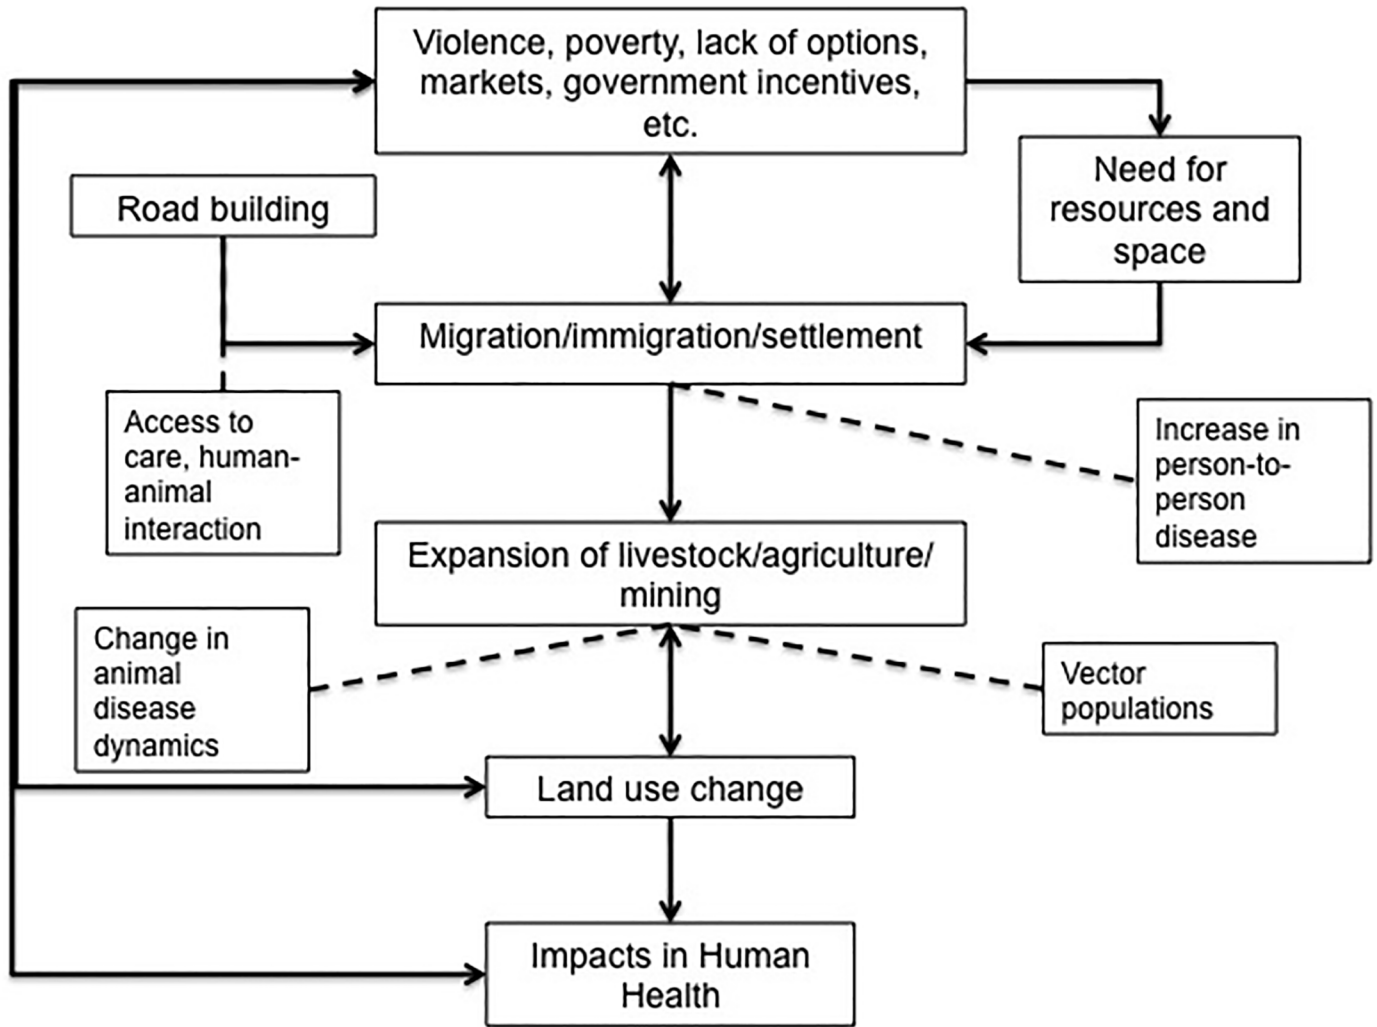 Violence, poverty, lack of options,
markets, government incentives,
etc.
Road building
Need for
resources and
space
Migration/immigration/settlement
Access to
care, human-
animal
interaction
Increase in
person-to-
person
disease
Expansion of livestock/agriculture/
mining
Change in
animal
disease
dynamics
Vector
populations
Land use change
Impacts in Human
Health